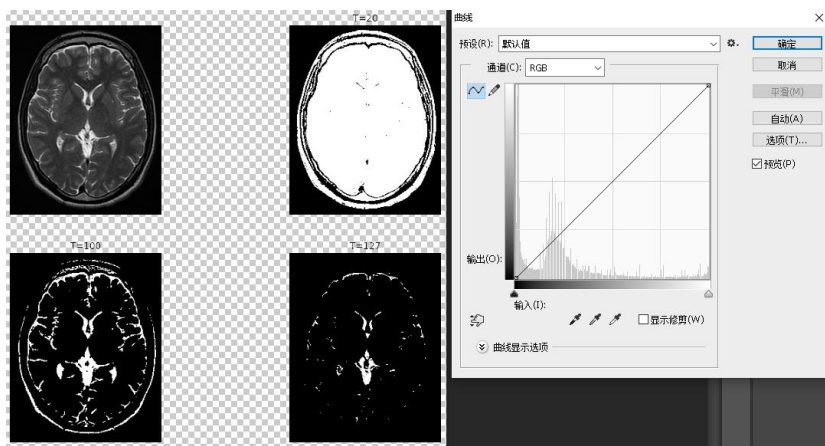 T=20
T=100
T=127
曲线
预设(R): 默认值
确定
通道(C): RGB
取消
平滑(M)
自动(A)
选项(T)...
预览(P)
输出(O):
输入(I):
显示修剪(W)
曲线显示选项